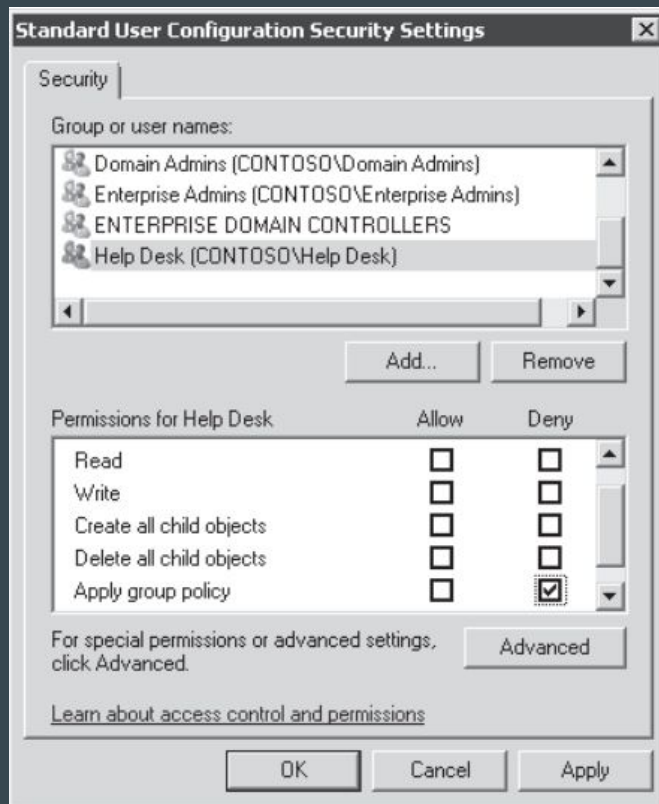 Standard User Configuration Security Settings
Security
Group or user names:
Domain Admins (CONTOSO\Domain Admins)
Enterprise Admins (CONTOSO\Enterprise Admins)
ENTERPRISE DOMAIN CONTROLLERS
Help Desk (CONTOSO\Help Desk)
Add... Remove
Permissions for Help Desk Allow Deny
Read
Write
Create all child objects
Delete all child objects
Apply group policy
For special permissions or advanced settings,
click Advanced.
Advanced
Learn about access control and permissions
OK Cancel Apply